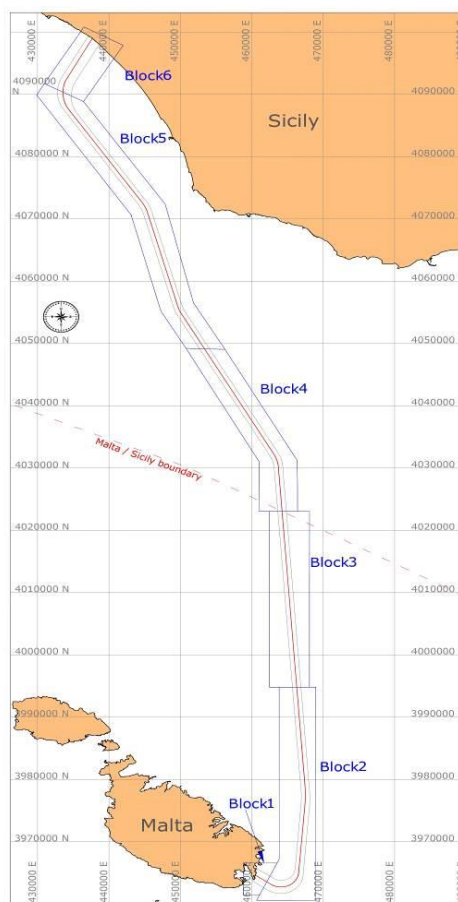 430000 E
440000 E
450000 E
460000 E
470000 E
480000 E
4090000
N
Block6
4090000 N
Sicily
Block5
4080000 N
4080000 N
4070000 N
4070000 N
4060000 N
4060000 N
4050000 N
4050000 N
Block4
4040000 N
4040000 N
Malta / Sicily boundary
4030000 N
4030000 N
4020000 N
4020000 N
Block3
4010000 N
4010000 N
4000000 N
4000000 N
3990000 N
3990000 N
Block2
3980000 N
3980000 N
Block1
Malta
3970000 N
3970000 N
430000 E
440000 E
450000 E
460000 E
470000 E
480000 E